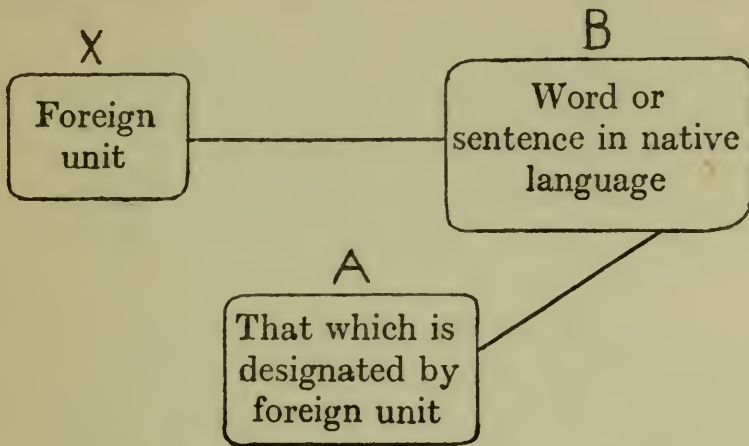 X
Foreign
unit
B
Word or
sentence in native
language
A
That which is
designated by
foreign unit